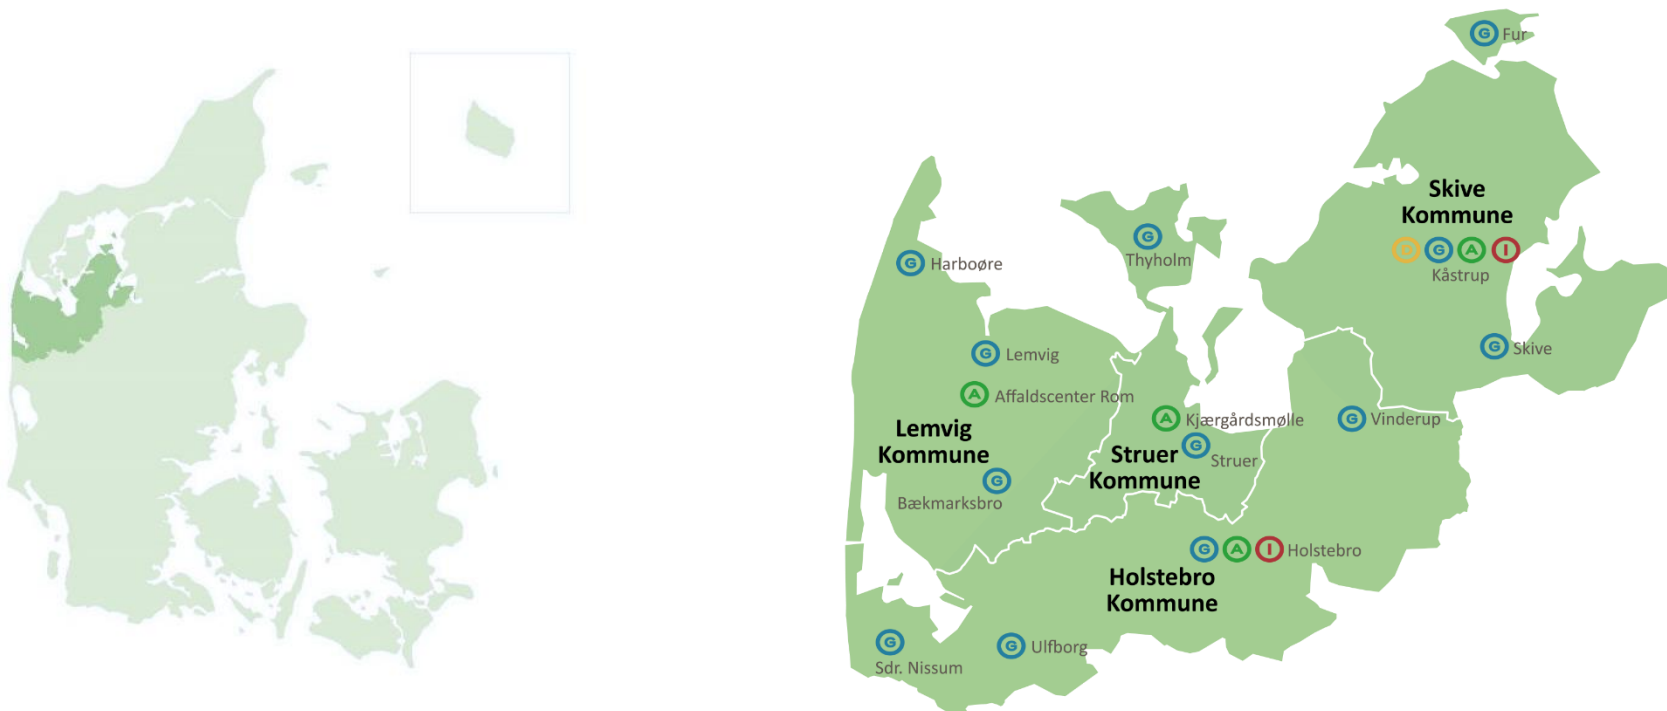 G Fur
Skive
Kommune
D G A I
Kåstrup
G
Thyholm
G Harboøre
G Lemvig
G Skive
A Affaldscenter Rom
A Kjærgårdsmølle
G Vinderup
Lemvig
Kommune
G
Struer
Struer
Kommune
G
Bækmarksbro
G A I Holstebro
Holstebro
Kommune
G
Sdr. Nissum
G Ulfborg